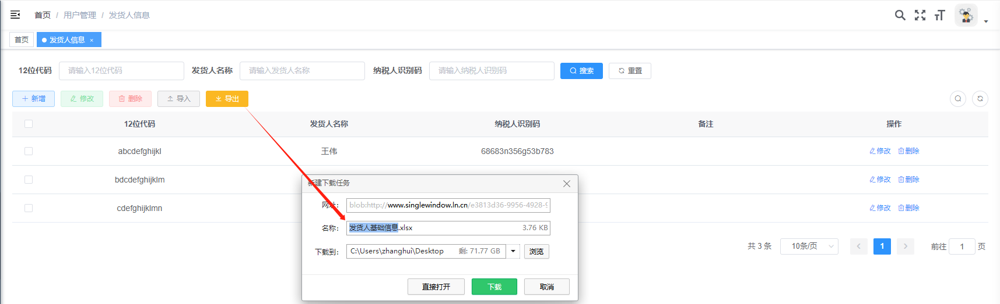 首页 / 用户管理 / 发货人信息
首页 发货人信息 ×
12位代码 请输入12位代码 发货人名称 请输入发货人名称 纳税人识别码 请输入纳税人识别码 搜索 重置
新增 修改 删除 导入 导出
12位代码 发货人名称 纳税人识别码 备注 操作
abcdefghijkl 王伟 68683n356g53b783 修改 删除
bdcdefghijklm 修改 删除
cdefghijklmn 修改 删除
新建下载任务
网址: blob:http://www.singlewindow.ln.cn/e3813d36-9956-4928-9
名称: 发货人基础信息.xlsx 3.76 KB
下载到: C:\Users\zhanghui\Desktop 剩: 71.77 GB 浏览
直接打开 下载 取消
共 3 条 10条/页 1 前往 1 页